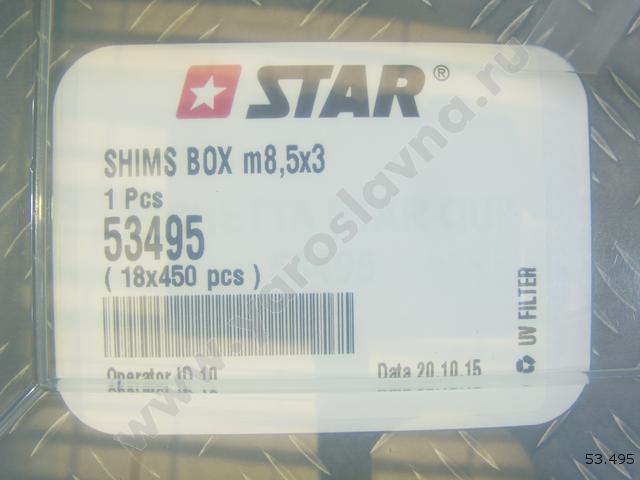 STAR®
SHIMS BOX m8,5x3
1 Pcs
53495
( 18x450 pcs )
UV FILTER
Operator ID 10
Data 20.10.15
www.yaroslavna.ru
53.495